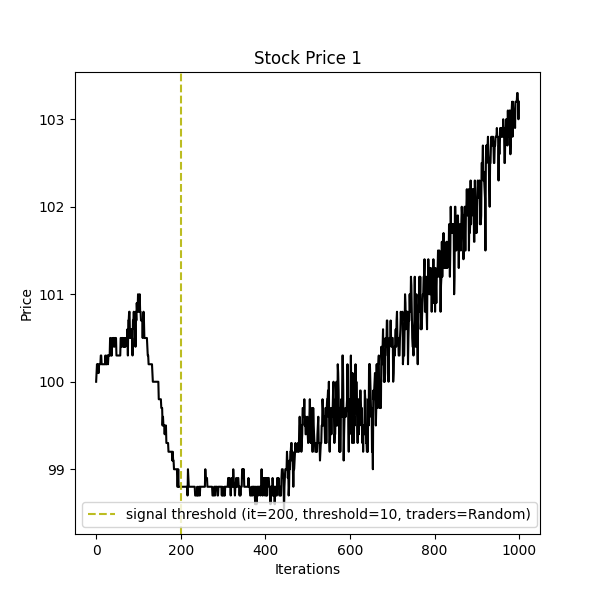 Stock Price 1
Price
103
102
101
100
99
signal threshold (it=200, threshold=10, traders=Random)
0 200 400 600 800 1000
Iterations